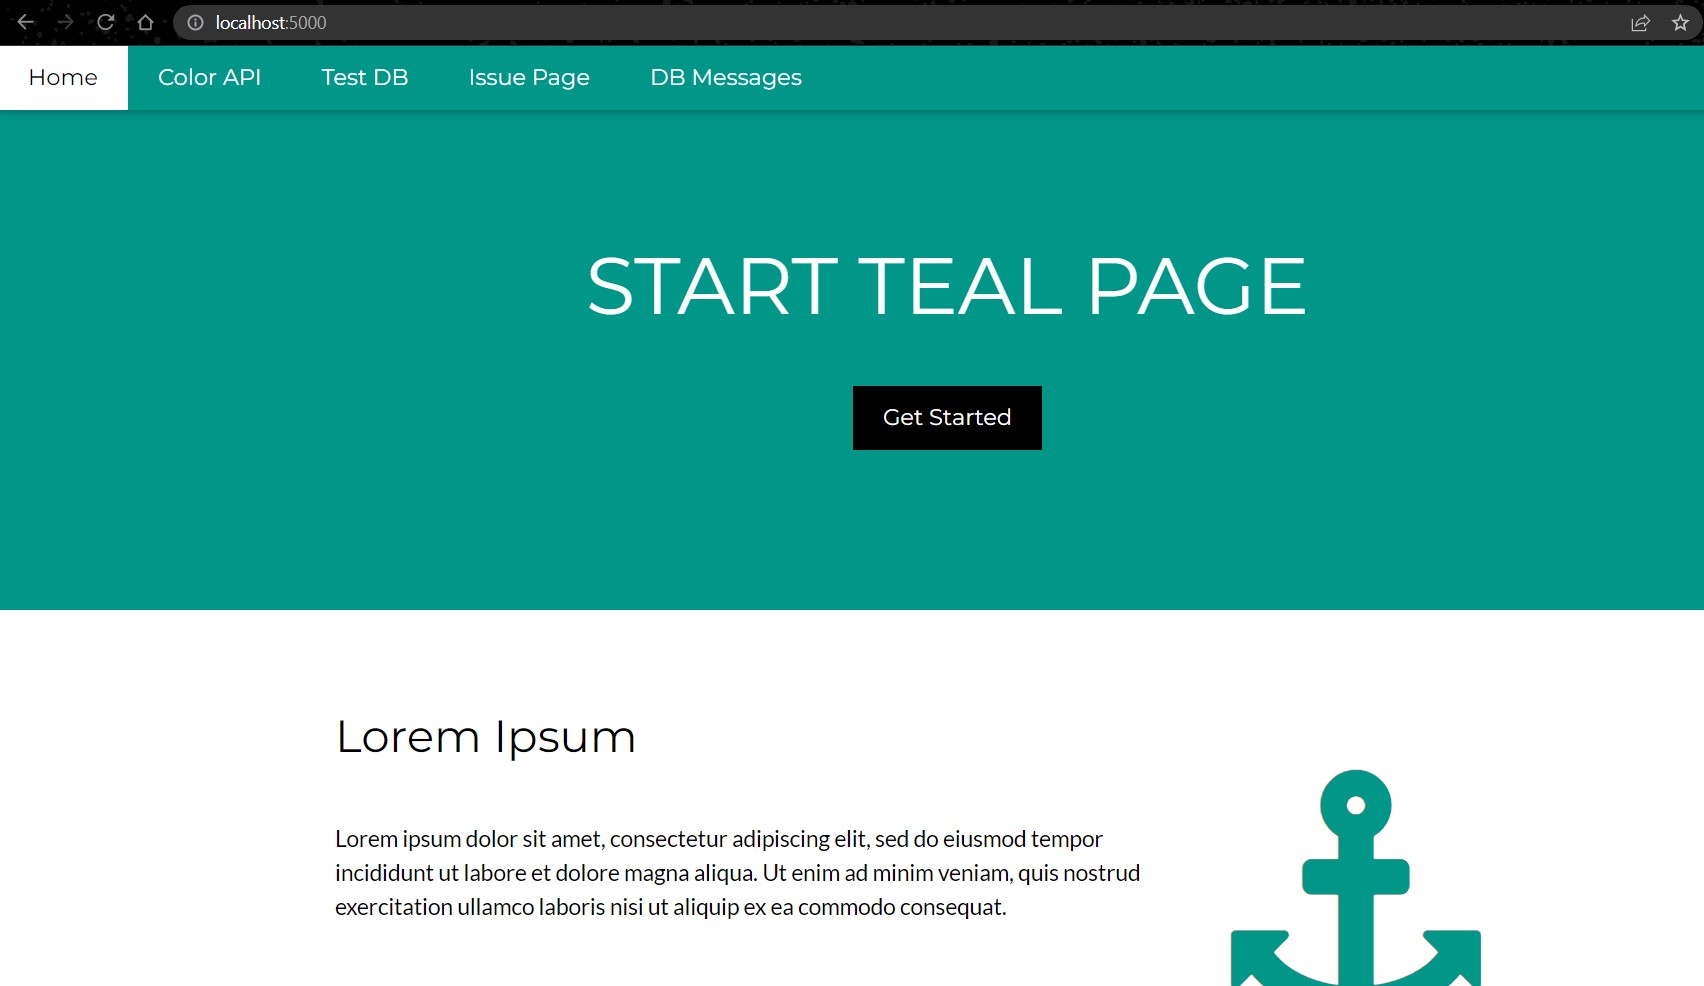 localhost:5000
Home Color API Test DB Issue Page DB Messages
START TEAL PAGE
Get Started
Lorem Ipsum
Lorem ipsum dolor sit amet, consectetur adipiscing elit, sed do eiusmod tempor
incididunt ut labore et dolore magna aliqua. Ut enim ad minim veniam, quis nostrud
exercitation ullamco laboris nisi ut aliquip ex ea commodo consequat.